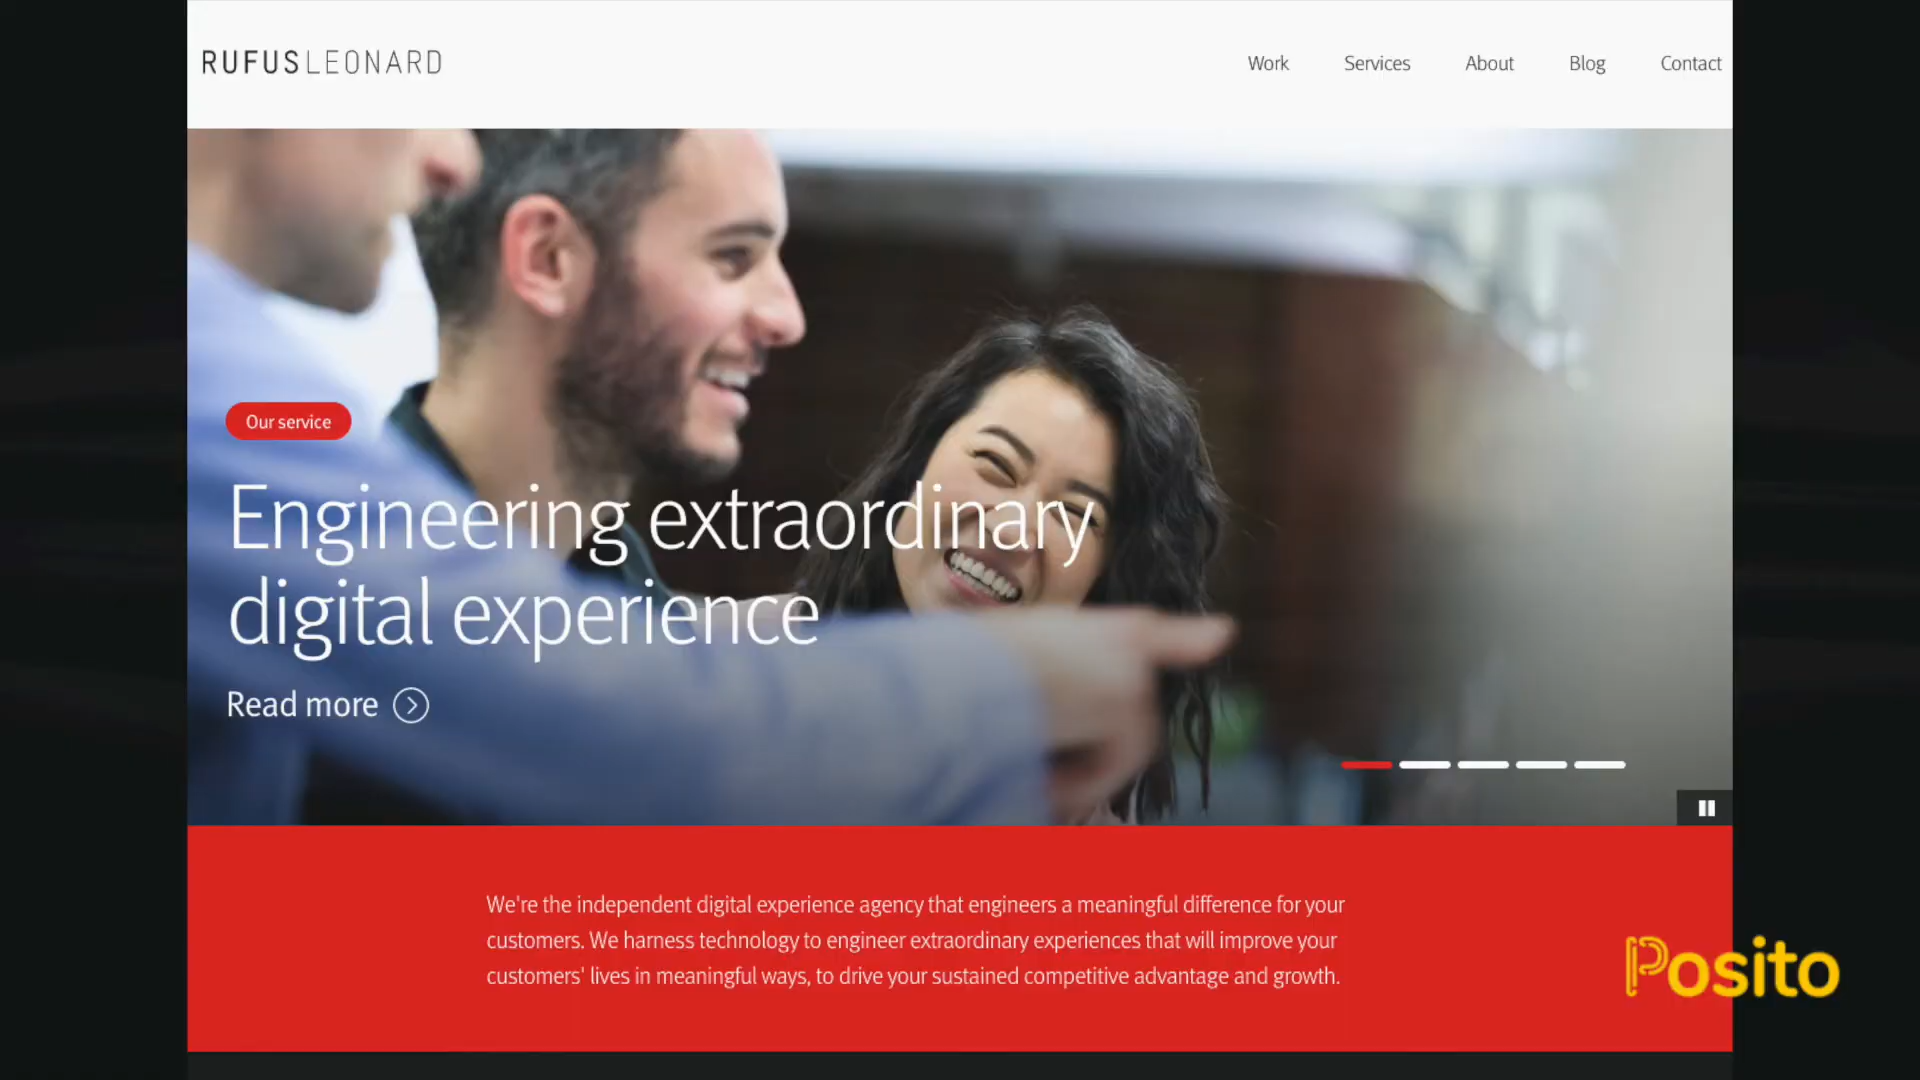 RUFUSLEONARD
Work Services About Blog Contact
Our service
Engineering extraordinary
digital experience
Read more
We're the independent digital experience agency that engineers a meaningful difference for your
customers. We harness technology to engineer extraordinary experiences that will improve your
customers' lives in meaningful ways, to drive your sustained competitive advantage and growth.
Posito